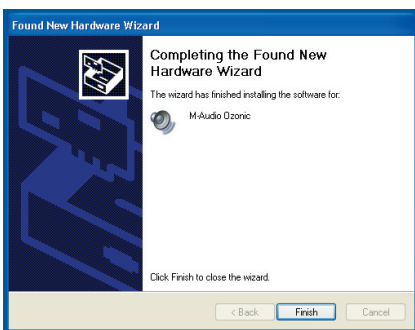 Found New Hardware Wizard
Completing the Found New
Hardware Wizard
The wizard has finished installing the software for:
M-Audio Ozonic
Click Finish to close the wizard.
< Back
Finish
Cancel